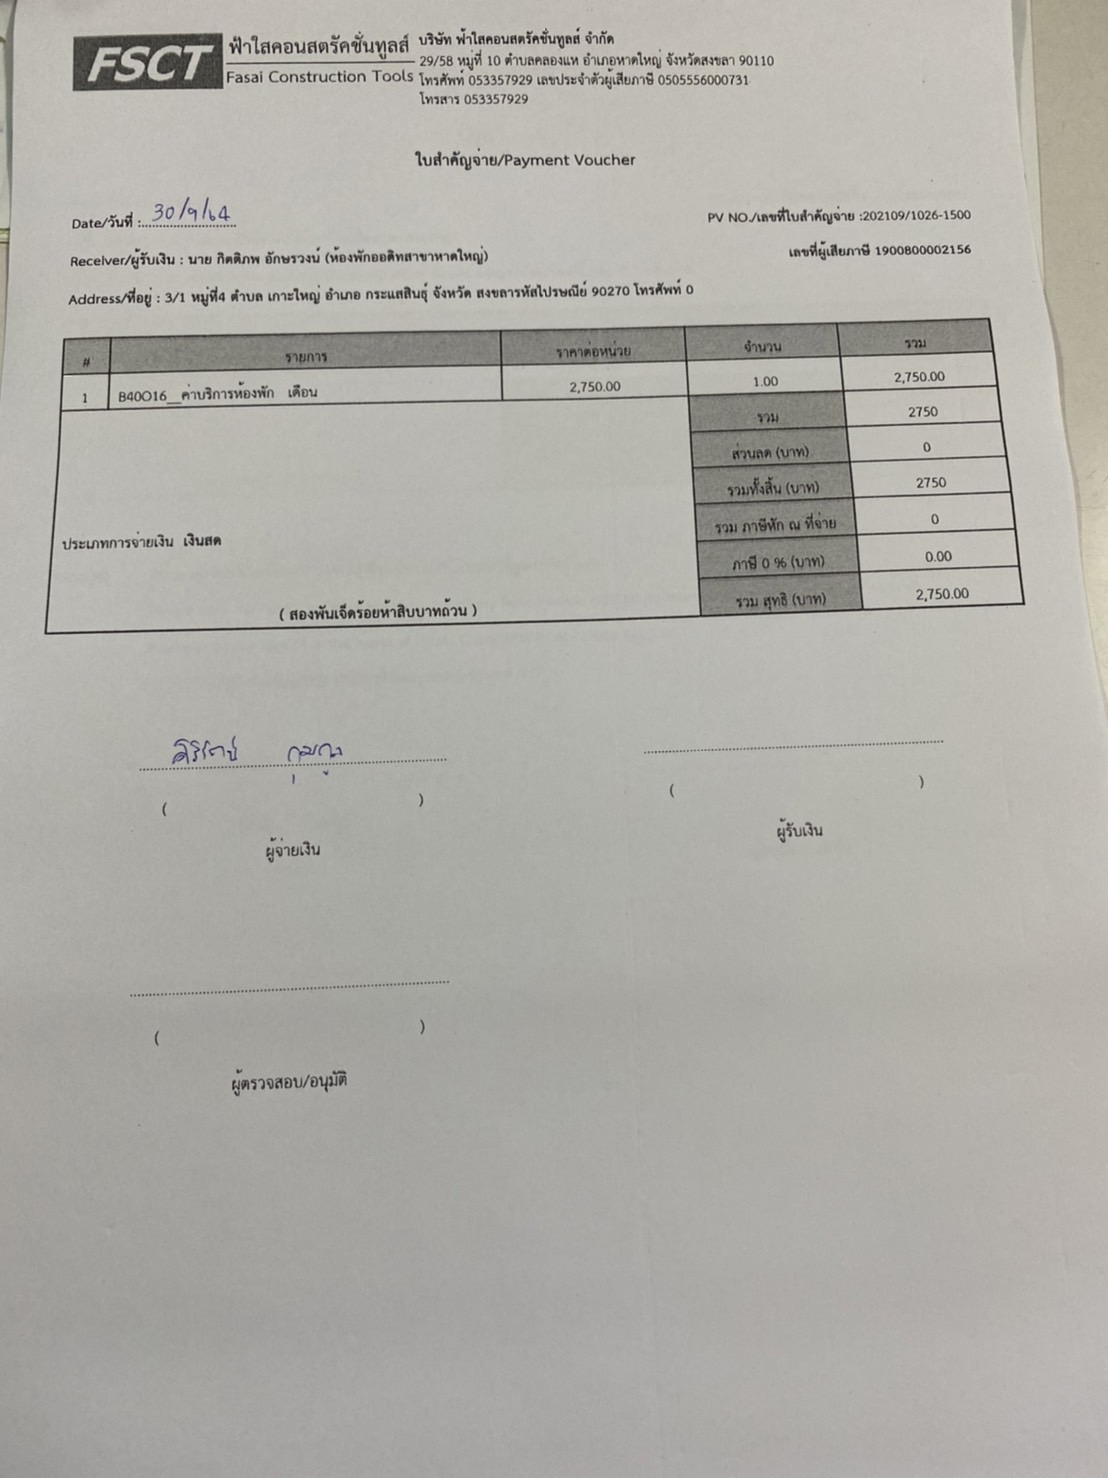 FSCT ฟ้าใสคอนสตรัคชั่นทูลส์ บริษัท ฟ้าใสคอนสตรัคชั่นทูลส์ จำกัด
29/58 หมู่ที่ 10 ตำบลคลองแห อำเภอหาดใหญ่ จังหวัดสงขลา 90110
Fasai Construction Tools โทรศัพท์ 053357929 เลขประจำตัวผู้เสียภาษี 0505556000731
โทรสาร 053357929
ใบสำคัญจ่าย/Payment Voucher
Date/วันที่ : 30/9/64 PV NO./เลขที่ใบสำคัญจ่าย :202109/1026-1500
Receiver/ผู้รับเงิน : นาย กิตติภพ อักษรวงน์ (ห้องพักออดิทสาขาหาดใหญ่) เลขที่ผู้เสียภาษี 1900800002156
Address/ที่อยู่ : 3/1 หมู่ที่4 ตำบล เกาะใหญ่ อำเภอ กระแสสินธุ์ จังหวัด สงขลารหัสไปรษณีย์ 90270 โทรศัพท์ 0
# รายการ ราคาต่อหน่วย จำนวน รวม
1 B40O16__ค่าบริการห้องพัก เดือน 2,750.00 1.00 2,750.00
รวม 2750
ส่วนลด (บาท) 0
รวมทั้งสิ้น (บาท) 2750
รวม ภาษีหัก ณ ที่จ่าย 0
ประเภทการจ่ายเงิน เงินสด
ภาษี 0 % (บาท) 0.00
รวม สุทธิ (บาท) 2,750.00
( สองพันเจ็ดร้อยห้าสิบบาทถ้วน )
( ) ( )
ผู้จ่ายเงิน ผู้รับเงิน
( )
ผู้ตรวจสอบ/อนุมัติ